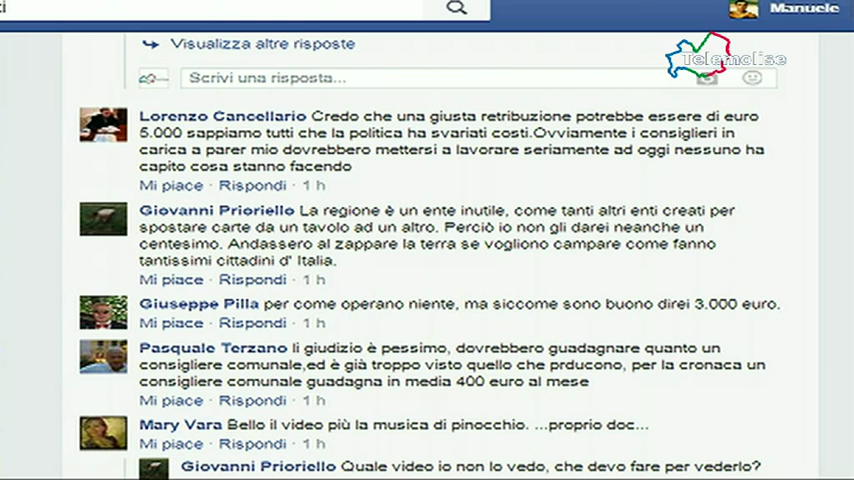 Manuele
Visualizza altre risposte
Telemolise
Scrivi una risposta...
Lorenzo Cancellario Credo che una giusta retribuzione potrebbe essere di euro
5.000 sappiamo tutti che la politica ha svariati costi.Ovviamente i consiglieri in
carica a parer mio dovrebbero mettersi a lavorare seriamente ad oggi nessuno ha
capito cosa stanno facendo
Mi piace · Rispondi · 1 h
Giovanni Prioriello La regione è un ente inutile, come tanti altri enti creati per
spostare carte da un tavolo ad un altro. Perciò io non gli darei neanche un
centesimo. Andassero al zappare la terra se vogliono campare come fanno
tantissimi cittadini d' Italia.
Mi piace · Rispondi · 1 h
Giuseppe Pilla per come operano niente, ma siccome sono buono direi 3.000 euro.
Mi piace · Rispondi · 1 h
Pasquale Terzano Ii giudizio è pessimo, dovrebbero guadagnare quanto un
consigliere comunale,ed è già troppo visto quello che prducono, per la cronaca un
consigliere comunale guadagna in media 400 euro al mese
Mi piace · Rispondi · 1 h
Mary Vara Bello il video più la musica di pinocchio. ...proprio doc...
Mi piace · Rispondi · 1 h
Giovanni Prioriello Quale video io non lo vedo, che devo fare per vederlo?